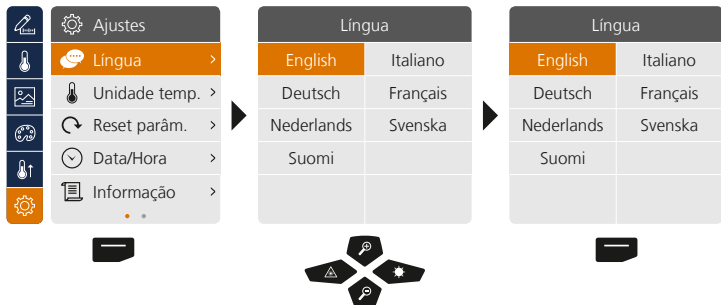 Ajustes
Língua
Unidade temp.
Reset parâm.
Data/Hora
Informação
Língua
English Italiano
Deutsch Français
Nederlands Svenska
Suomi
Língua
English Italiano
Deutsch Français
Nederlands Svenska
Suomi